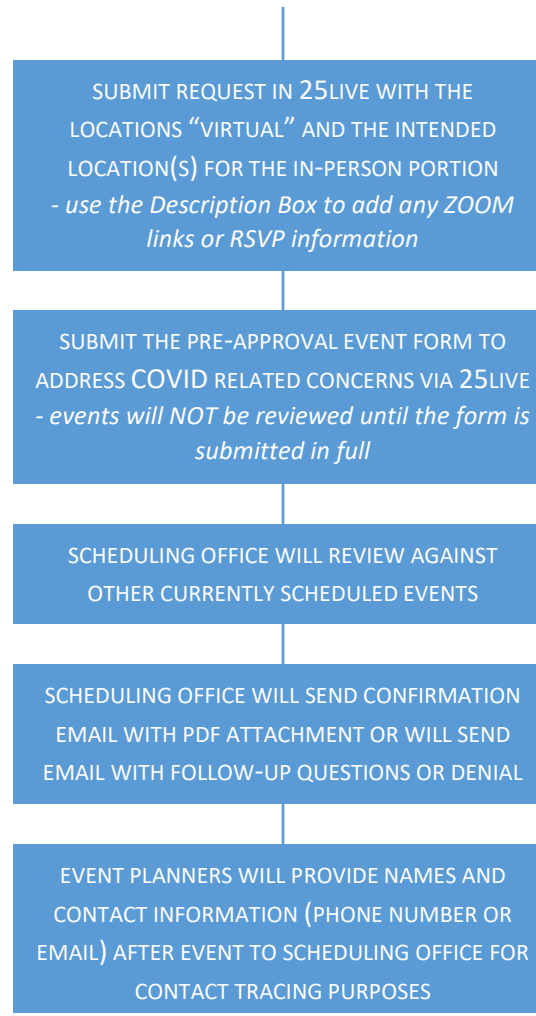 SUBMIT REQUEST IN 25LIVE WITH THE
LOCATIONS “VIRTUAL” AND THE INTENDED
LOCATION(S) FOR THE IN-PERSON PORTION
- use the Description Box to add any ZOOM
links or RSVP information
SUBMIT THE PRE-APPROVAL EVENT FORM TO
ADDRESS COVID RELATED CONCERNS VIA 25LIVE
- events will NOT be reviewed until the form is
submitted in full
SCHEDULING OFFICE WILL REVIEW AGAINST
OTHER CURRENTLY SCHEDULED EVENTS
SCHEDULING OFFICE WILL SEND CONFIRMATION
EMAIL WITH PDF ATTACHMENT OR WILL SEND
EMAIL WITH FOLLOW-UP QUESTIONS OR DENIAL
EVENT PLANNERS WILL PROVIDE NAMES AND
CONTACT INFORMATION (PHONE NUMBER OR
EMAIL) AFTER EVENT TO SCHEDULING OFFICE FOR
CONTACT TRACING PURPOSES